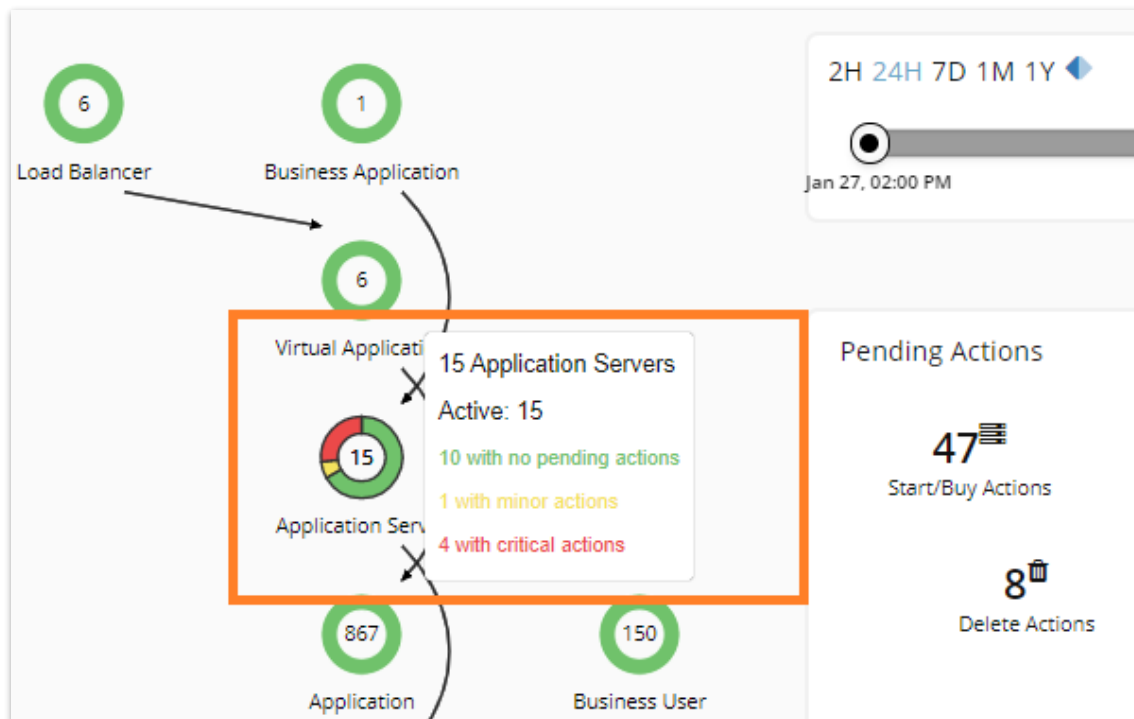 6
1
Load Balancer
Business Application
2H 24H 7D 1M 1Y
Jan 27, 02:00 PM
6
Virtual Applicati
15 Application Servers
Active: 15
10 with no pending actions
1 with minor actions
4 with critical actions
15
Application Serv
867
150
Application
Business User
Pending Actions
47
Start/Buy Actions
8
Delete Actions